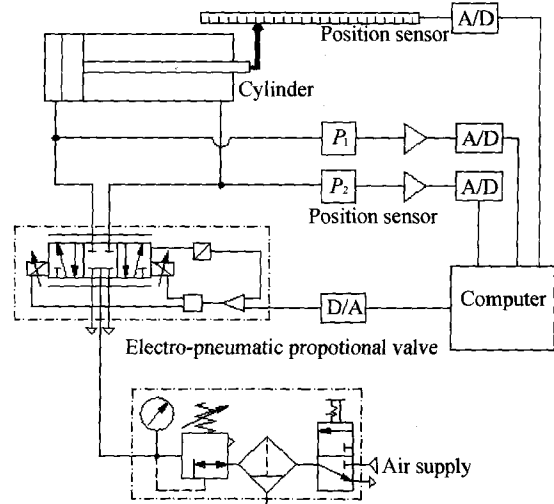 A/D
Position sensor
Cylinder
P1
A/D
P2
A/D
Position sensor
Computer
D/A
Electro-pneumatic propotional valve
Air supply